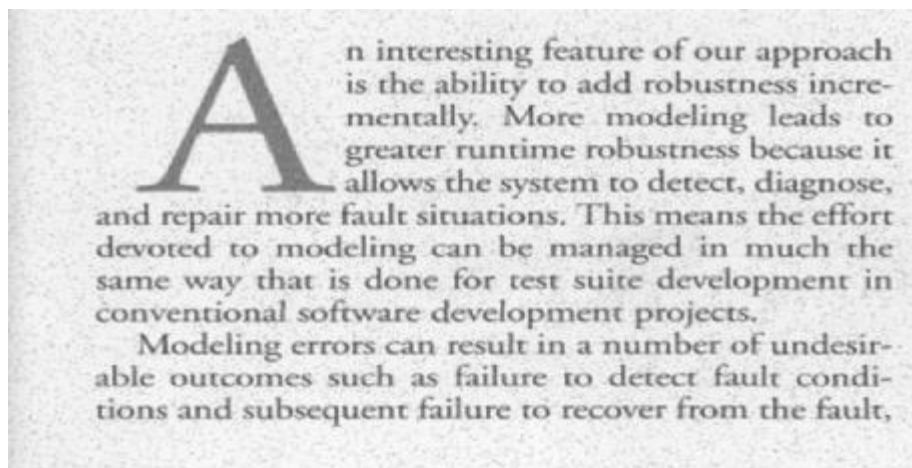 An interesting feature of our approach
is the ability to add robustness incre-
mentally. More modeling leads to
greater runtime robustness because it
allows the system to detect, diagnose,
and repair more fault situations. This means the effort
devoted to modeling can be managed in much the
same way that is done for test suite development in
conventional software development projects.
Modeling errors can result in a number of undesir-
able outcomes such as failure to detect fault condi-
tions and subsequent failure to recover from the fault,